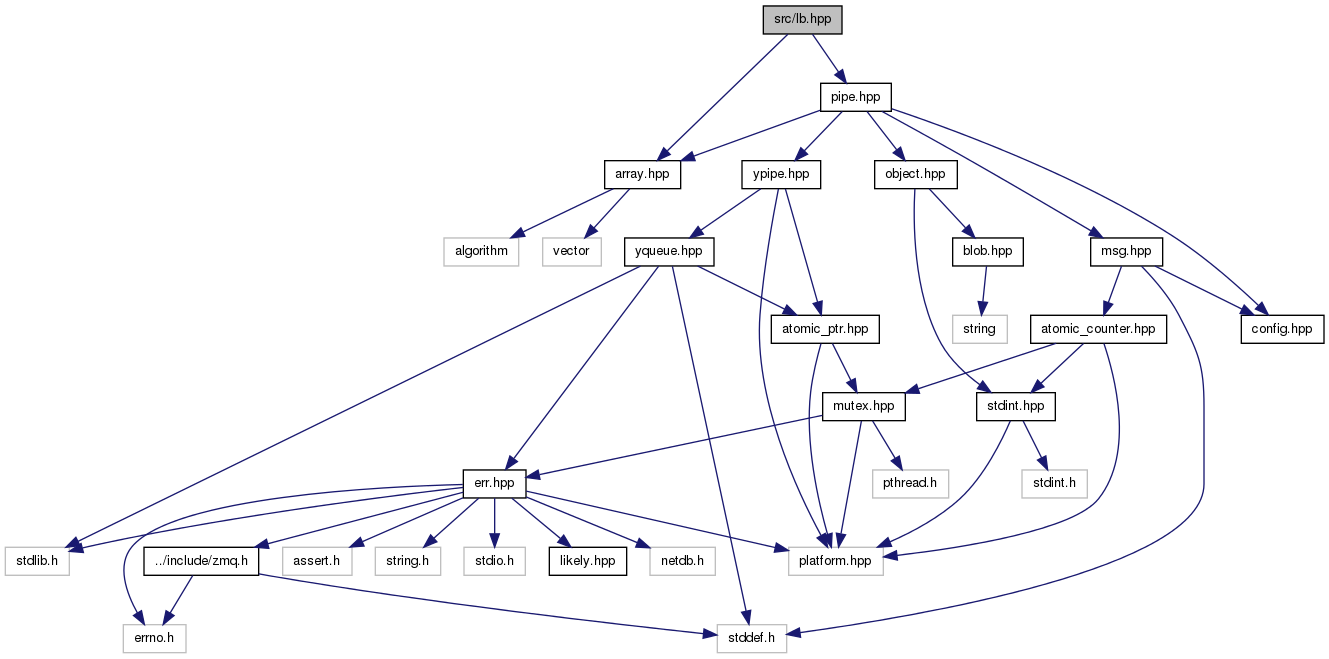 src/lb.hpp
pipe.hpp
array.hpp
ypipe.hpp
object.hpp
algorithm
vector
yqueue.hpp
blob.hpp
msg.hpp
atomic_ptr.hpp
string
atomic_counter.hpp
config.hpp
mutex.hpp
stdint.hpp
err.hpp
pthread.h
stdint.h
stdlib.h
../include/zmq.h
assert.h
string.h
stdio.h
likely.hpp
netdb.h
platform.hpp
errno.h
stddef.h